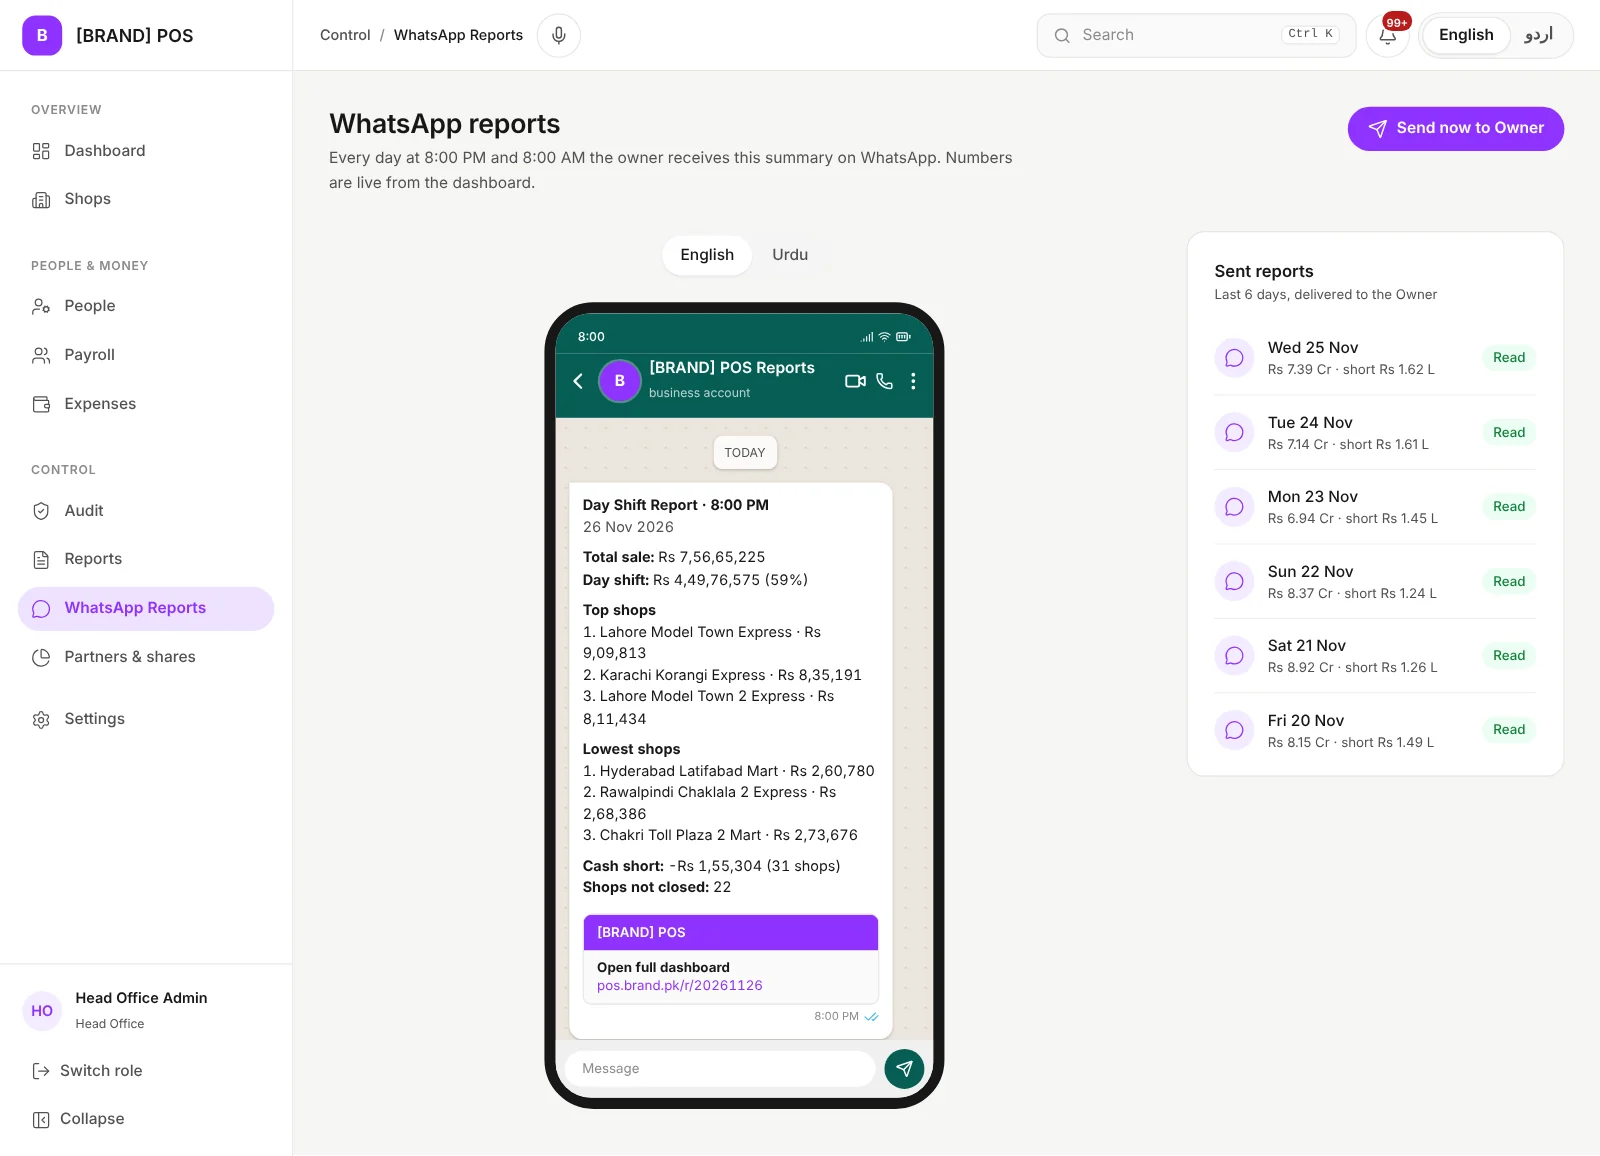 B
[BRAND] POS
Control / WhatsApp Reports
Search
Ctrl K
99+
English
اردو
OVERVIEW
Dashboard
Shops
PEOPLE & MONEY
People
Payroll
Expenses
CONTROL
Audit
Reports
WhatsApp Reports
Partners & shares
Settings
HO
Head Office Admin
Head Office
Switch role
Collapse
WhatsApp reports
Every day at 8:00 PM and 8:00 AM the owner receives this summary on WhatsApp. Numbers
are live from the dashboard.
Send now to Owner
English
Urdu
8:00
B
[BRAND] POS Reports
business account
TODAY
Day Shift Report · 8:00 PM
26 Nov 2026
Total sale: Rs 7,56,65,225
Day shift: Rs 4,49,76,575 (59%)
Top shops
1. Lahore Model Town Express · Rs
9,09,813
2. Karachi Korangi Express · Rs 8,35,191
3. Lahore Model Town 2 Express · Rs
8,11,434
Lowest shops
1. Hyderabad Latifabad Mart · Rs 2,60,780
2. Rawalpindi Chaklala 2 Express · Rs
2,68,386
3. Chakri Toll Plaza 2 Mart · Rs 2,73,676
Cash short: -Rs 1,55,304 (31 shops)
Shops not closed: 22
[BRAND] POS
Open full dashboard
pos.brand.pk/r/20261126
8:00 PM
Message
Sent reports
Last 6 days, delivered to the Owner
Wed 25 Nov
Rs 7.39 Cr · short Rs 1.62 L
Read
Tue 24 Nov
Rs 7.14 Cr · short Rs 1.61 L
Read
Mon 23 Nov
Rs 6.94 Cr · short Rs 1.45 L
Read
Sun 22 Nov
Rs 8.37 Cr · short Rs 1.24 L
Read
Sat 21 Nov
Rs 8.92 Cr · short Rs 1.26 L
Read
Fri 20 Nov
Rs 8.15 Cr · short Rs 1.49 L
Read